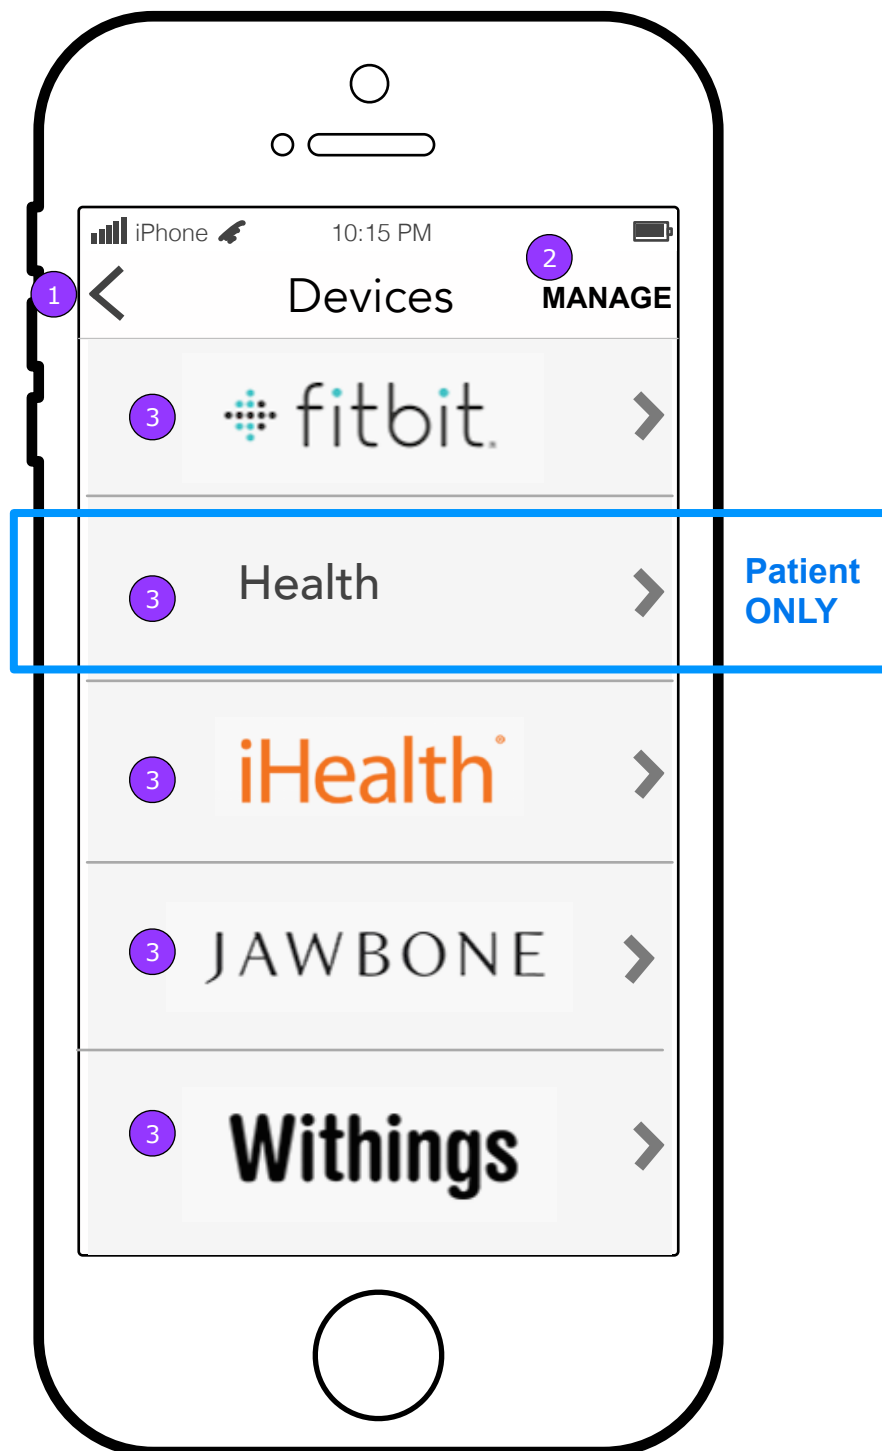 iPhone 10:15 PM
2
1 Devices MANAGE
3 fitbit.
3 Health
Patient
ONLY
3 iHealth®
3 JAWBONE
3 Withings